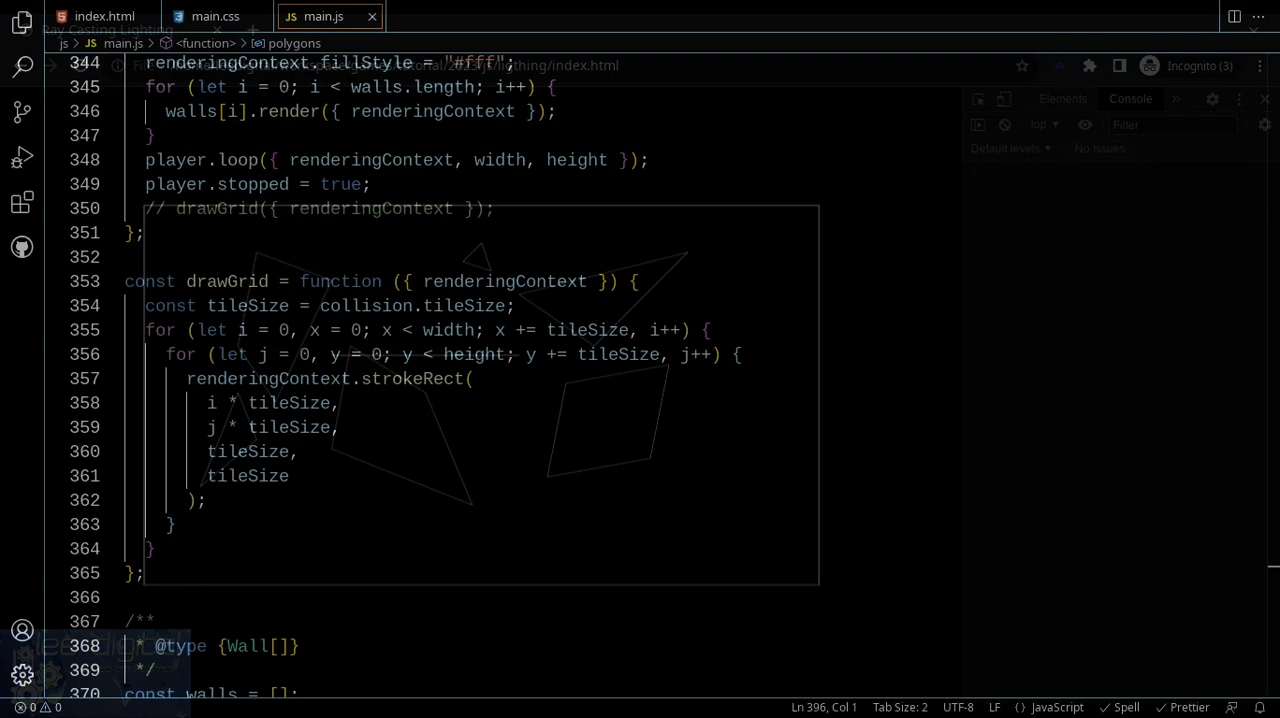 index.html
main.css
main.js
Ray Casting Lighting
js
main.js
<function>
polygons
344 renderingContext.fillStyle = "#fff";
345 for (let i = 0; i < walls.length; i++) {
346 walls[i].render({ renderingContext });
347 }
348 player.loop({ renderingContext, width, height });
349 player.stopped = true;
350 // drawGrid({ renderingContext });
351 };
352
353 const drawGrid = function ({ renderingContext }) {
354 const tileSize = collision.tileSize;
355 for (let i = 0, x = 0; x < width; x += tileSize, i++) {
356 for (let j = 0, y = 0; y < height; y += tileSize, j++) {
357 renderingContext.strokeRect(
358 i * tileSize,
359 j * tileSize,
360 tileSize,
361 tileSize
362 );
363 }
364 }
365 };
366
367 /**
368 * @type {Wall[]}
369 */
370 const walls = [];
Incognito (3)
Elements
Console
top
Filter
Default levels
No Issues
0
0
Ln 396, Col 1
Tab Size: 2
UTF-8
LF
{} JavaScript
Spell
Prettier